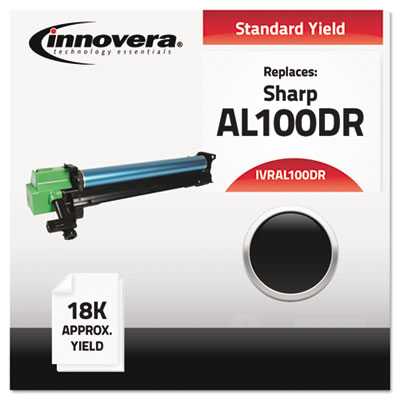 innovera
technology essentials
Standard Yield
Replaces:
Sharp
AL100DR
IVRAL100DR
18K
APPROX.
YIELD